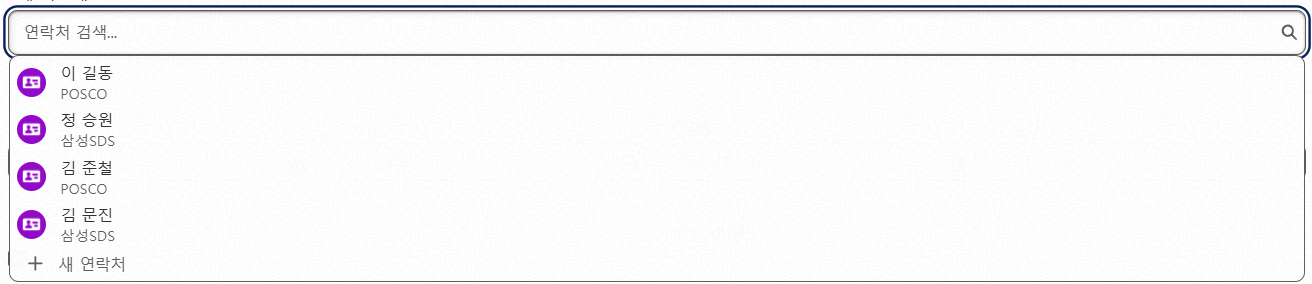 연락처 검색...
이 길동
POSCO
정 승원
삼성SDS
김 준철
POSCO
김 문진
삼성SDS
새 연락처